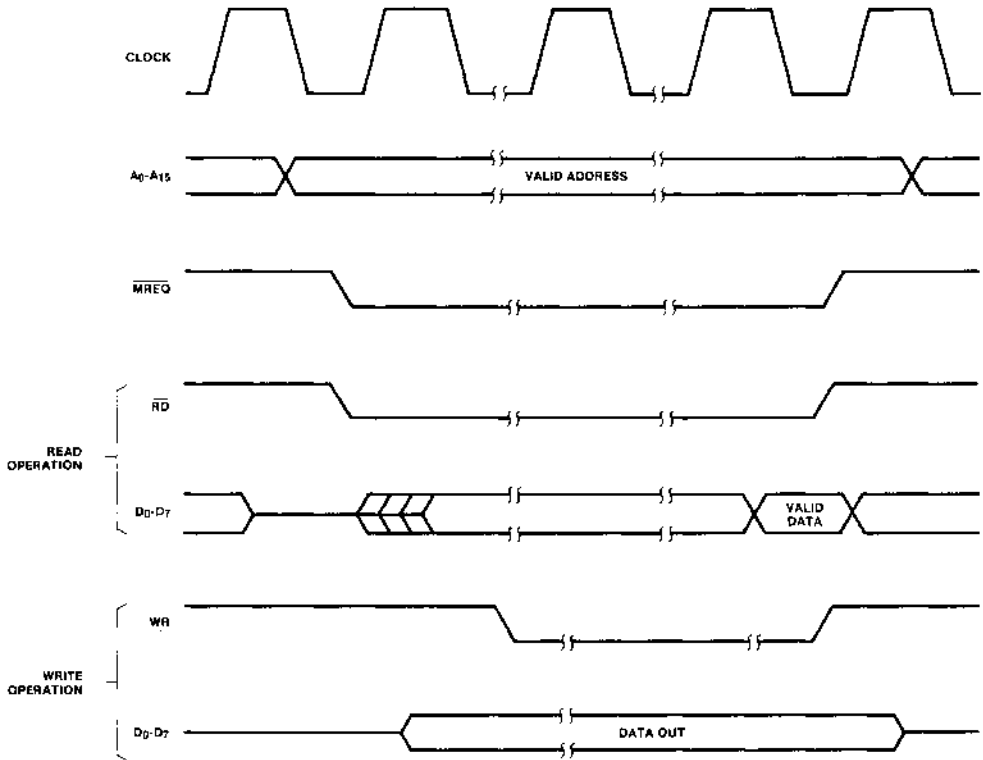 CLOCK
A0-A15
VALID ADDRESS
MREQ
RD
READ
OPERATION
D0-D7
VALID
DATA
WR
WRITE
OPERATION
D0-D7
DATA OUT